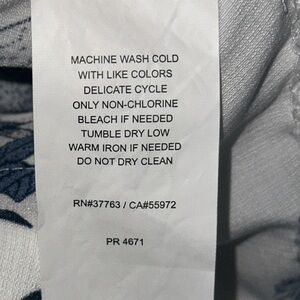 MACHINE WASH COLD
WITH LIKE COLORS
DELICATE CYCLE
ONLY NON-CHLORINE
BLEACH IF NEEDED
TUMBLE DRY LOW
WARM IRON IF NEEDED
DO NOT DRY CLEAN
RN#37763 / CA#55972
PR 4671